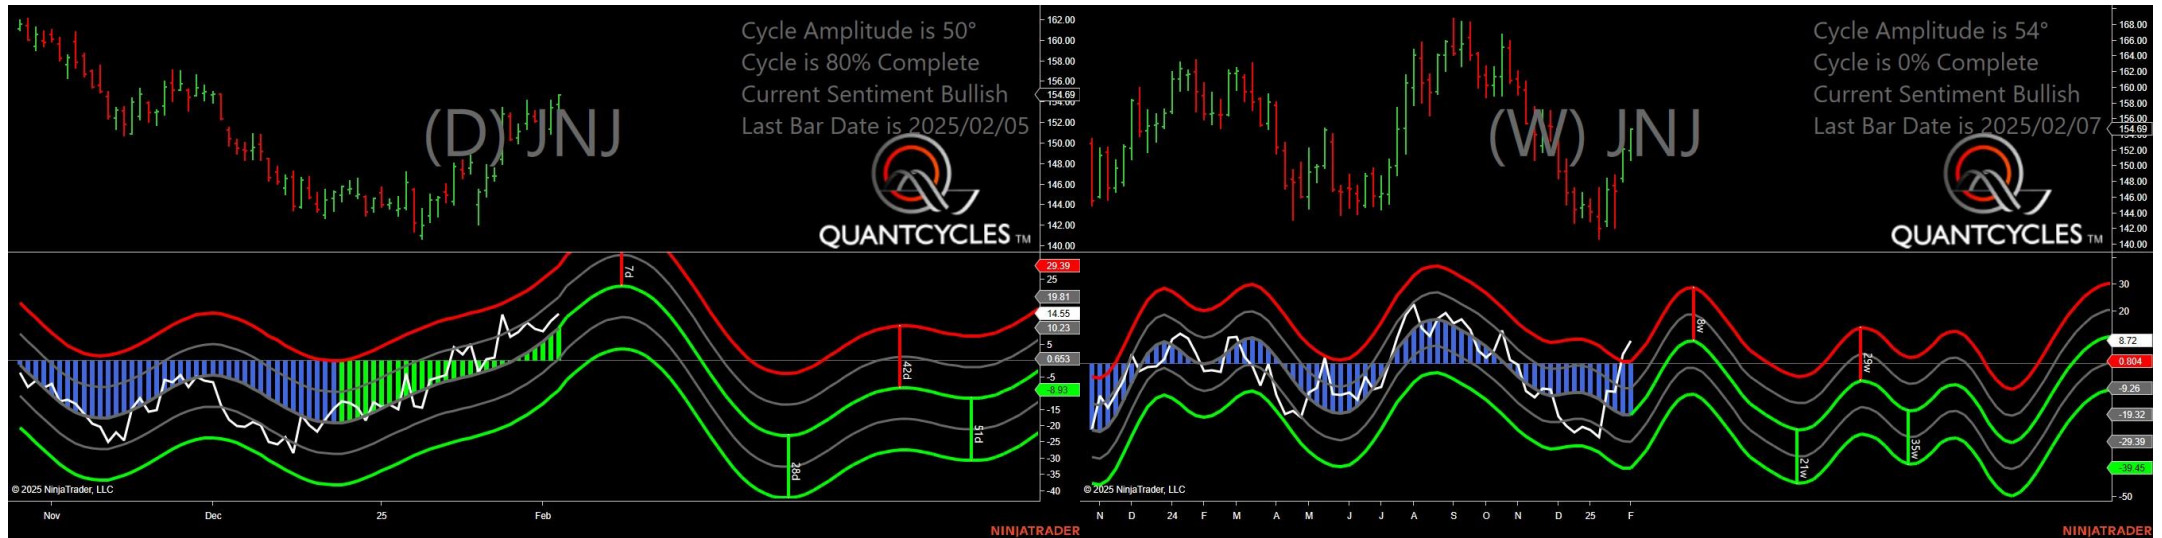 Cycle Amplitude is 50°
Cycle is 80% Complete
Current Sentiment Bullish
Last Bar Date is 2025/02/05
(D) JNJ
QUANTCYCLES TM
162.00
160.00
158.00
156.00
154.69
154.00
152.00
150.00
148.00
146.00
144.00
142.00
140.00
7d
42d
28d
51d
29.39
25
19.81
14.55
10.23
5
0.653
-5
-8.93
-15
-20
-25
-30
-35
-40
© 2025 NinjaTrader, LLC
Nov Dec 25 Feb
NINJATRADER
Cycle Amplitude is 54°
Cycle is 0% Complete
Current Sentiment Bullish
Last Bar Date is 2025/02/07
(W) JNJ
QUANTCYCLES TM
168.00
166.00
164.00
162.00
160.00
158.00
156.00
154.69
152.00
150.00
148.00
146.00
144.00
142.00
140.00
8w
29w
21w
35w
30
20
8.72
0.804
-9.26
-19.32
-29.39
-39.45
-50
© 2025 NinjaTrader, LLC
N D 24 F M A M J J A S O N D 25 F
NINJATRADER